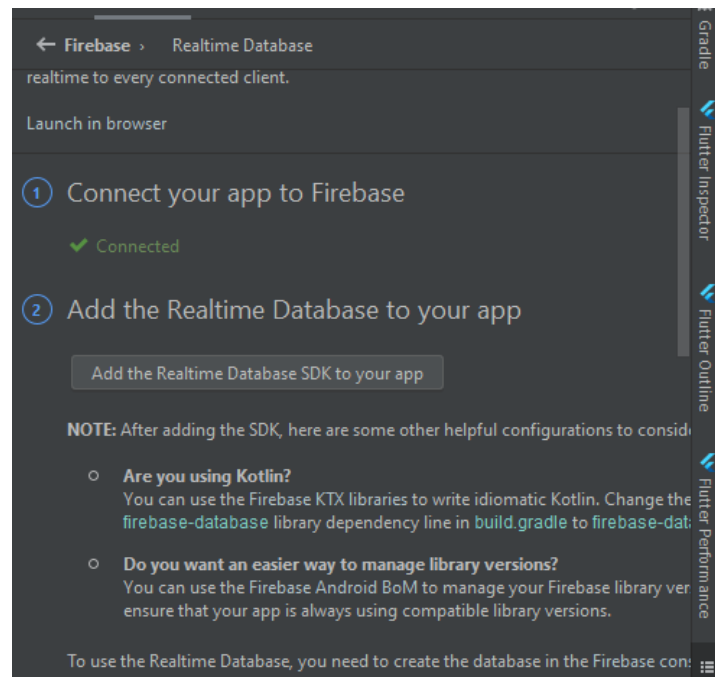 ← Firebase › Realtime Database
realtime to every connected client.
Launch in browser
1 Connect your app to Firebase
✔ Connected
2 Add the Realtime Database to your app
Add the Realtime Database SDK to your app
NOTE: After adding the SDK, here are some other helpful configurations to
Are you using Kotlin?
You can use the Firebase KTX libraries to write idiomatic Kotlin. Change the
firebase-database library dependency line in build.gradle to
Do you want an easier way to manage library versions?
You can use the Firebase Android BoM to manage your Firebase library
ensure that your app is always using compatible library versions.
To use the Realtime Database, you need to create the database in the Firebase
Gradle
Flutter Inspector
Flutter Outline
Flutter Performance